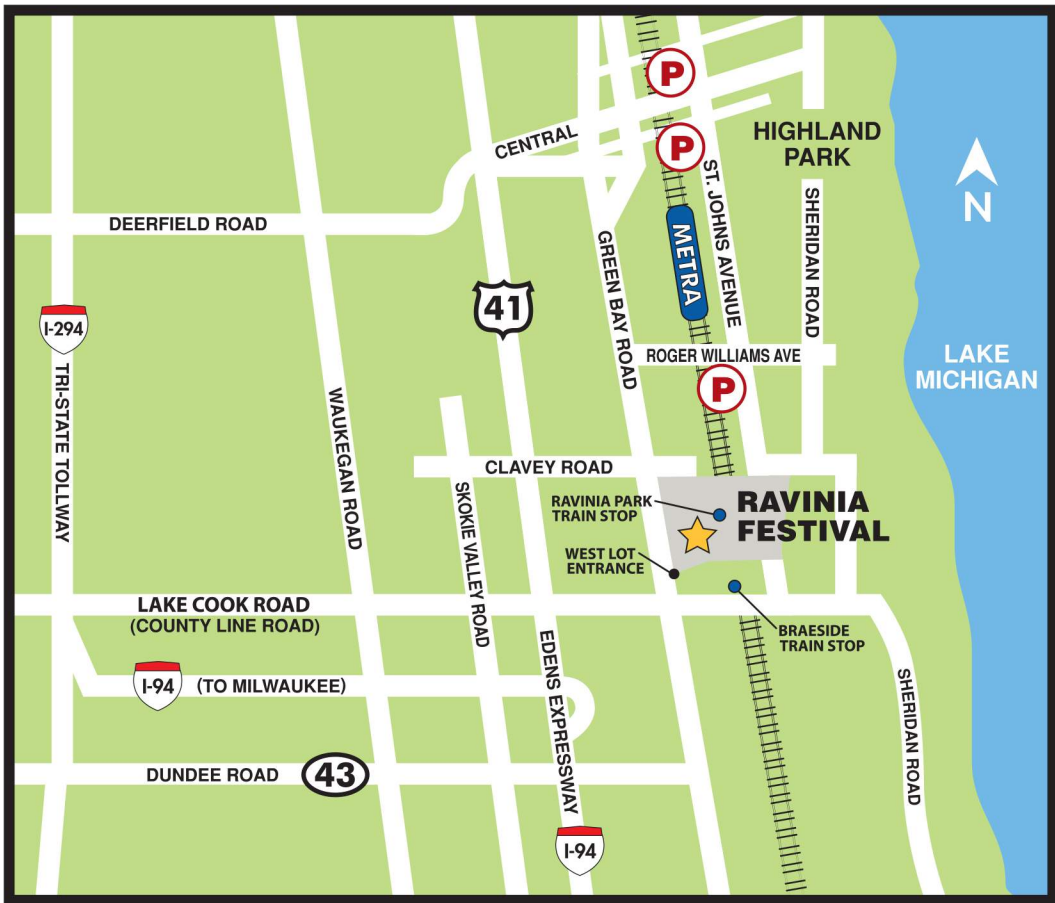 P
CENTRAL
P
HIGHLAND
PARK
N
DEERFIELD ROAD
ST. JOHNS AVENUE
SHERIDAN ROAD
METRA
GREEN BAY ROAD
41
I-294
ROGER WILLIAMS AVE
LAKE
MICHIGAN
P
TRI-STATE TOLLWAY
WAUKEGAN ROAD
CLAVEY ROAD
SKOKIE VALLEY ROAD
RAVINIA PARK
TRAIN STOP
RAVINIA
FESTIVAL
WEST LOT
ENTRANCE
LAKE COOK ROAD
(COUNTY LINE ROAD)
BRAESIDE
TRAIN STOP
EDENS EXPRESSWAY
I-94
(TO MILWAUKEE)
SHERIDAN ROAD
DUNDEE ROAD
43
I-94